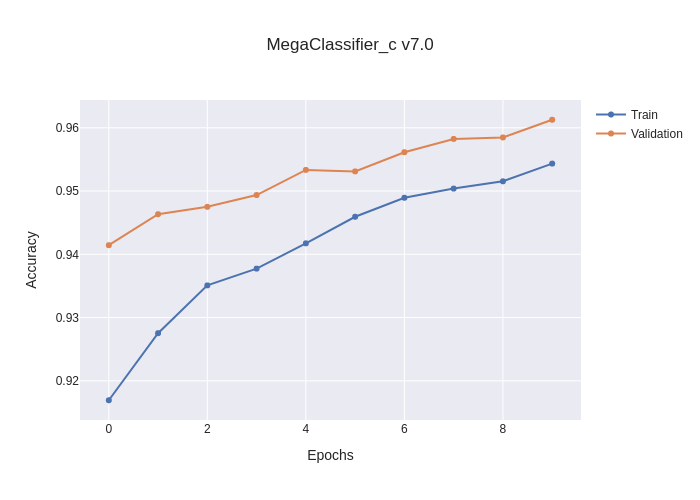 MegaClassifier_c v7.0
Train
Validation
0.96
0.95
0.94
0.93
0.92
Accuracy
0 2 4 6 8
Epochs